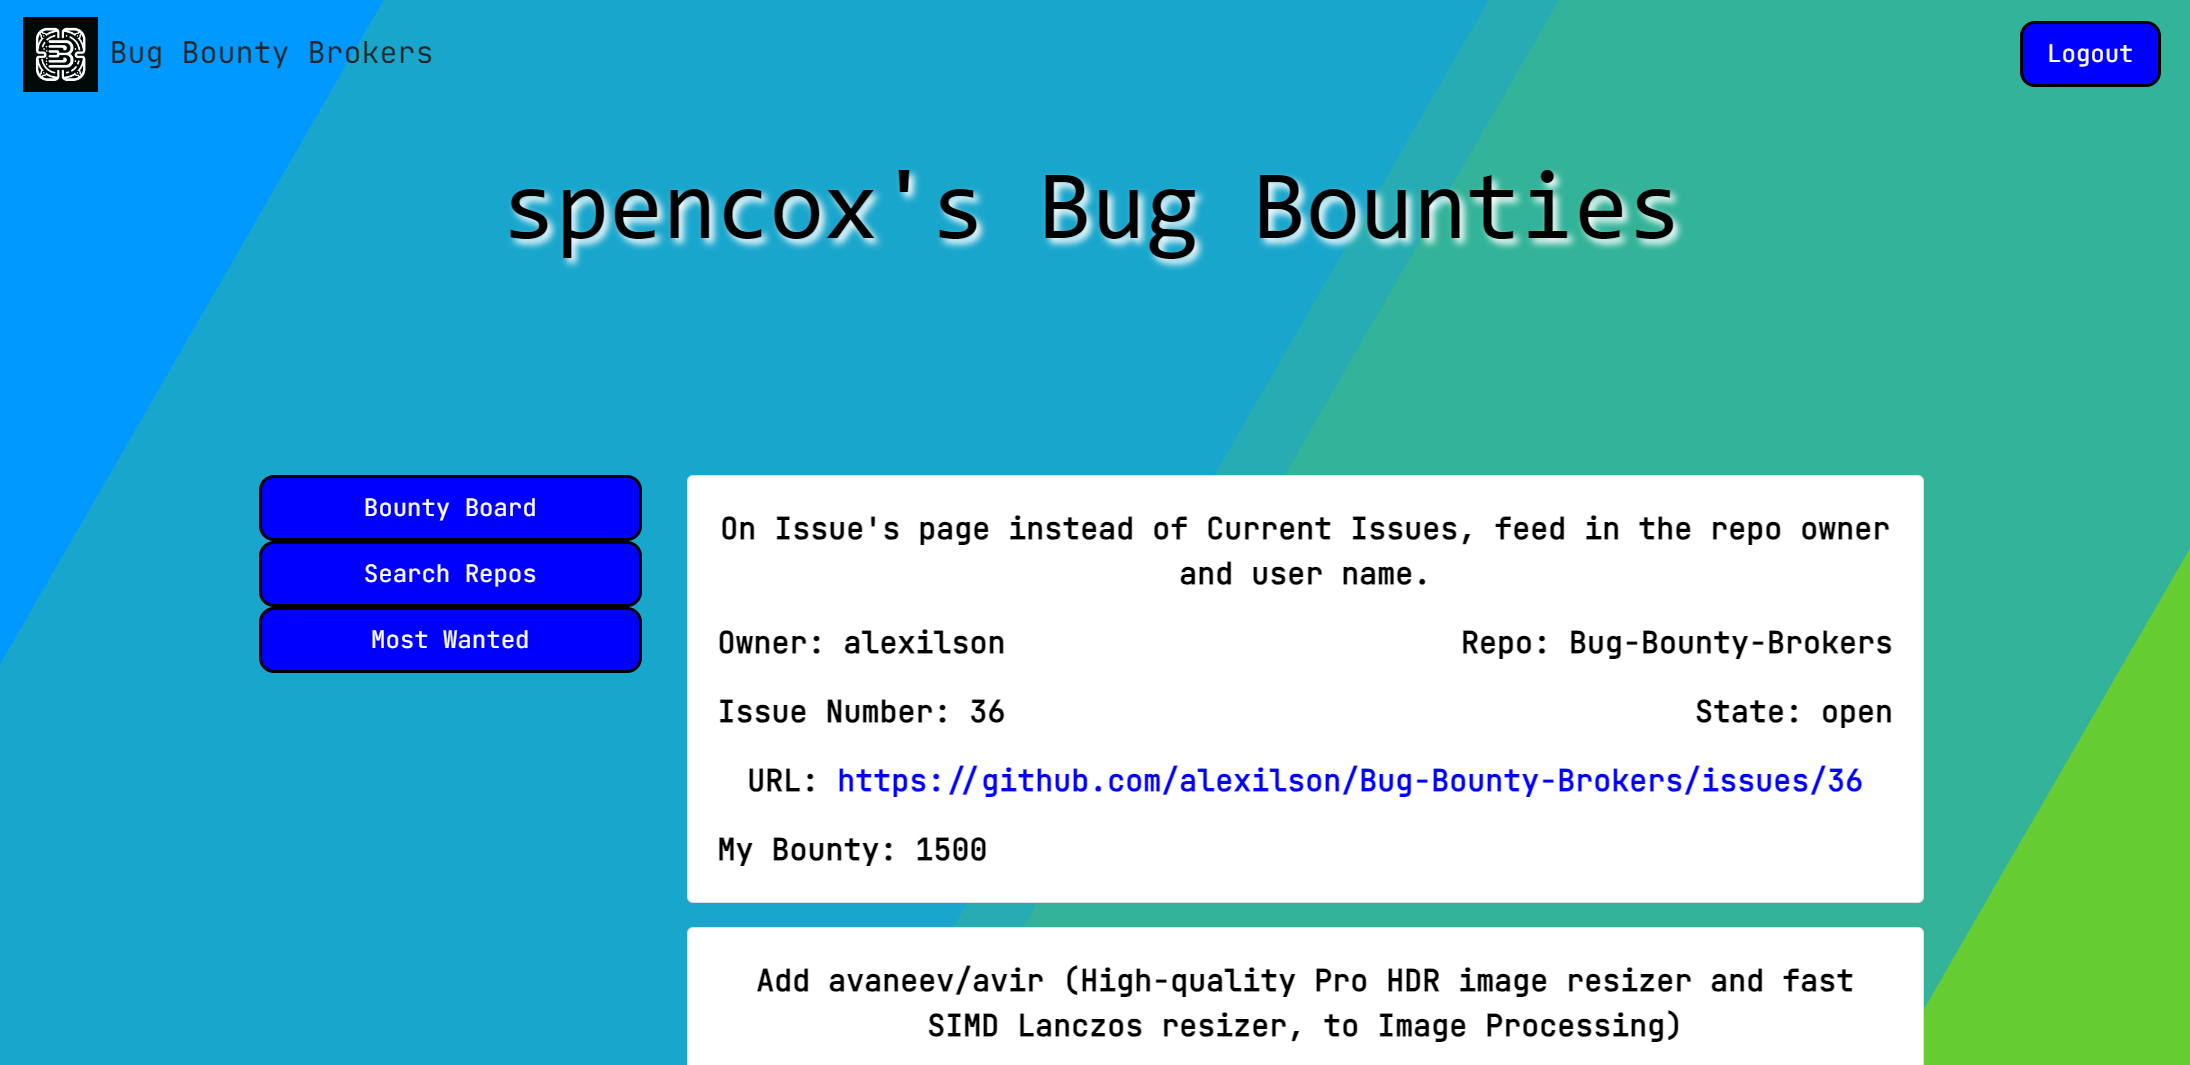 Bug Bounty Brokers
Logout
spencox's Bug Bounties
Bounty Board
Search Repos
Most Wanted
On Issue's page instead of Current Issues, feed in the repo owner
and user name.
Owner: alexilson
Repo: Bug-Bounty-Brokers
Issue Number: 36
State: open
URL: https://github.com/alexilson/Bug-Bounty-Brokers/issues/36
My Bounty: 1500
Add avaneev/avir (High-quality Pro HDR image resizer and fast
SIMD Lanczos resizer, to Image Processing)